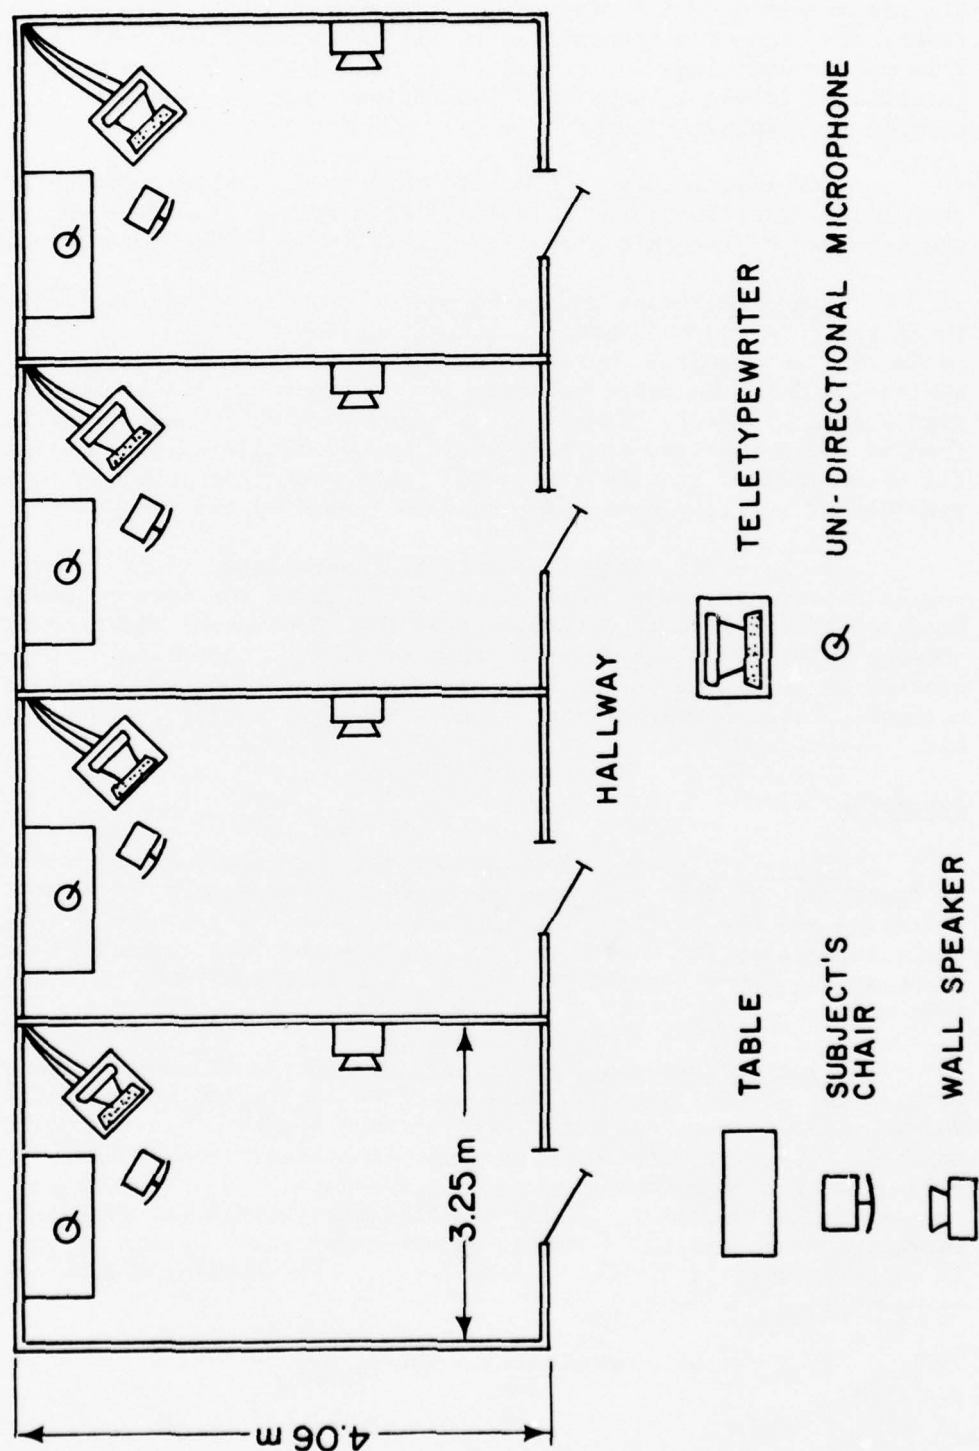 4.06 m
3.25 m
HALLWAY
TABLE
SUBJECT'S
CHAIR
WALL SPEAKER
TELETYPEWRITER
UNI-DIRECTIONAL MICROPHONE